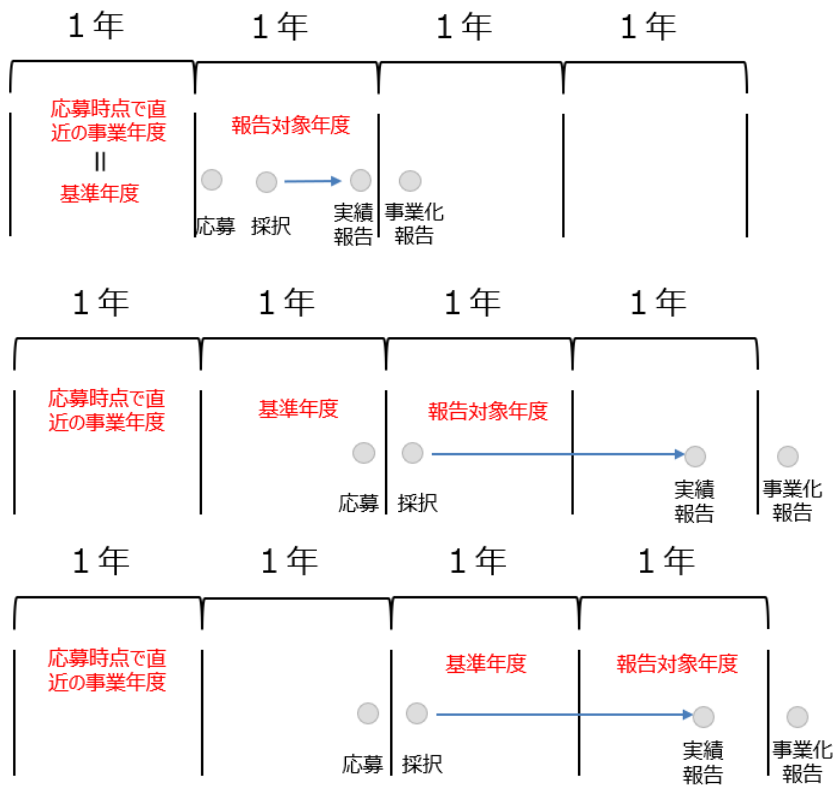 1年 1年 1年 1年
応募時点で直
近の事業年度
||
基準年度
報告対象年度
応募 採択 実績
報告
事業化
報告
1年 1年 1年 1年
応募時点で直
近の事業年度
基準年度
報告対象年度
応募 採択 実績
報告
事業化
報告
1年 1年 1年 1年
応募時点で直
近の事業年度
基準年度
報告対象年度
応募 採択 実績
報告
事業化
報告